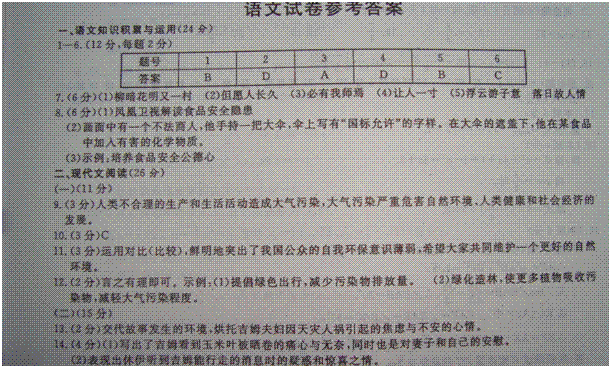 语文试卷参考答案
一、语文知识积累与运用(24分)
1—6.(12分,每题2分)
题号 1 2 3 4 5 6
答案 B D A D B C
7.(6分)(1)柳暗花明又一村 (2)但愿人长久 (3)必有我师焉 (4)让人一寸 (5)浮云游子意 落日故人情
8.(6分)(1)凤凰卫视解读食品安全隐患
(2)画面中有一个不法商人,他手持一把大伞,伞上写有“国标允许”的字样。在大伞的遮盖下,他在某食品
中加入有害的化学物质。
(3)示例:培养食品安全公德心
二、现代文阅读(26分)
(一)(11分)
9.(3分)人类不合理的生产和生活活动造成大气污染,大气污染严重危害自然环境、人类健康和社会经济的
发展。
10.(3分)C
11.(3分)运用对比(比较),鲜明地突出了我国公众的自我环保意识薄弱,希望大家共同维护一个更好的自然
环境。
12.(2分)言之有理即可。示例:(1)提倡绿色出行,减少污染物排放量。 (2)绿化造林,使更多植物吸收污
染物,减轻大气污染程度。
(二)(15分)
13.(2分)交代故事发生的环境,烘托吉姆夫妇因天灾人祸引起的焦虑与不安的心情。
14.(4分)(1)写出了吉姆看到玉米叶被晒卷的痛心与无奈,同时也是对妻子和自己的安慰。
(2)表现出休伊听到吉姆能行走的消息时的疑惑和惊喜之情。